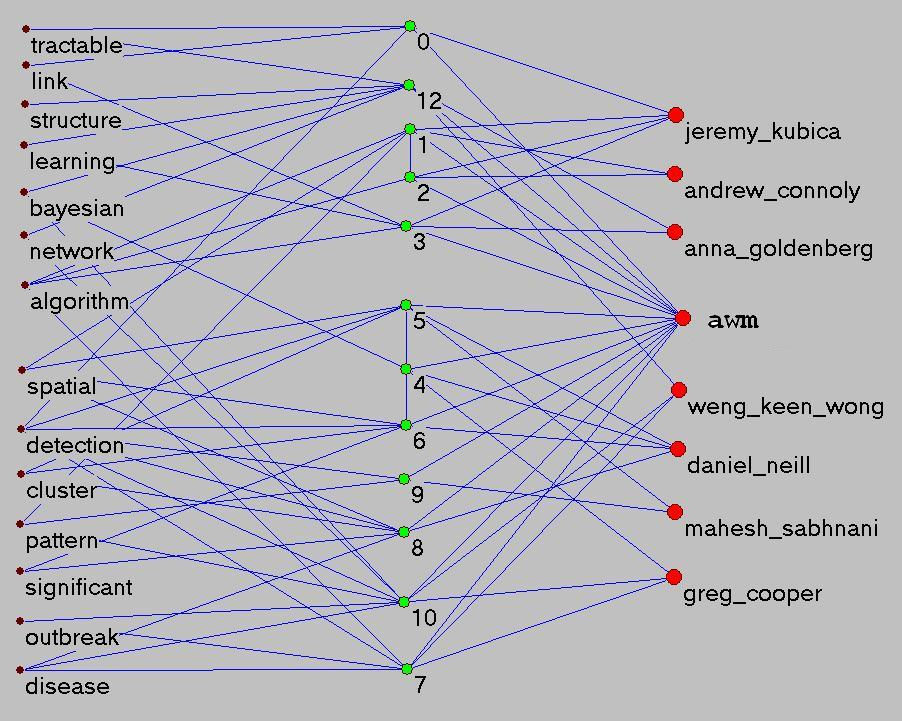 tractable
link
structure
learning
bayesian
network
algorithm
spatial
detection
cluster
pattern
significant
outbreak
disease
0
12
1
2
3
5
4
6
9
8
10
7
jeremy_kubica
andrew_connoly
anna_goldenberg
awm
weng_keen_wong
daniel_neill
mahesh_sabhnani
greg_cooper